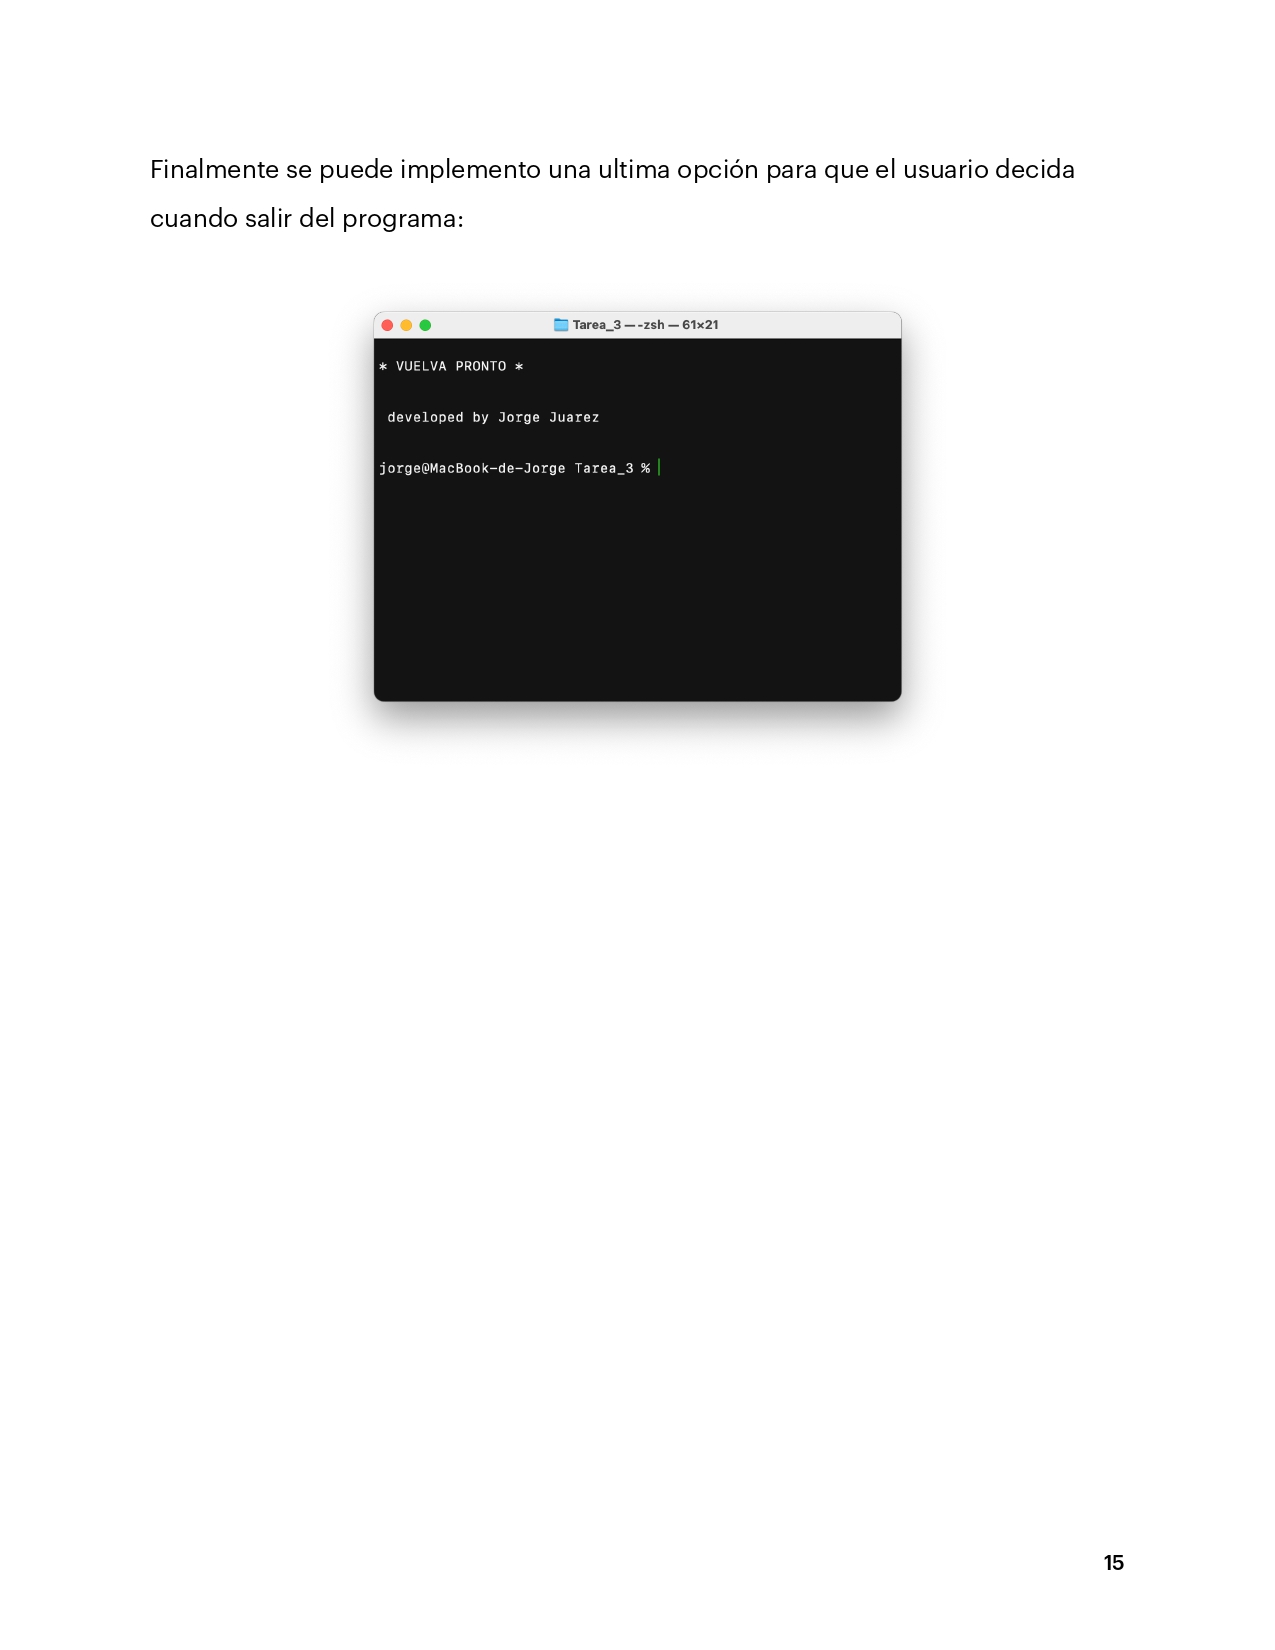 Finalmente se puede implemento una ultima opción para que el usuario decida
cuando salir del programa:
Tarea_3 — -zsh — 61×21
* VUELVA PRONTO *
developed by Jorge Juarez
jorge@MacBook-de-Jorge Tarea_3 %
15